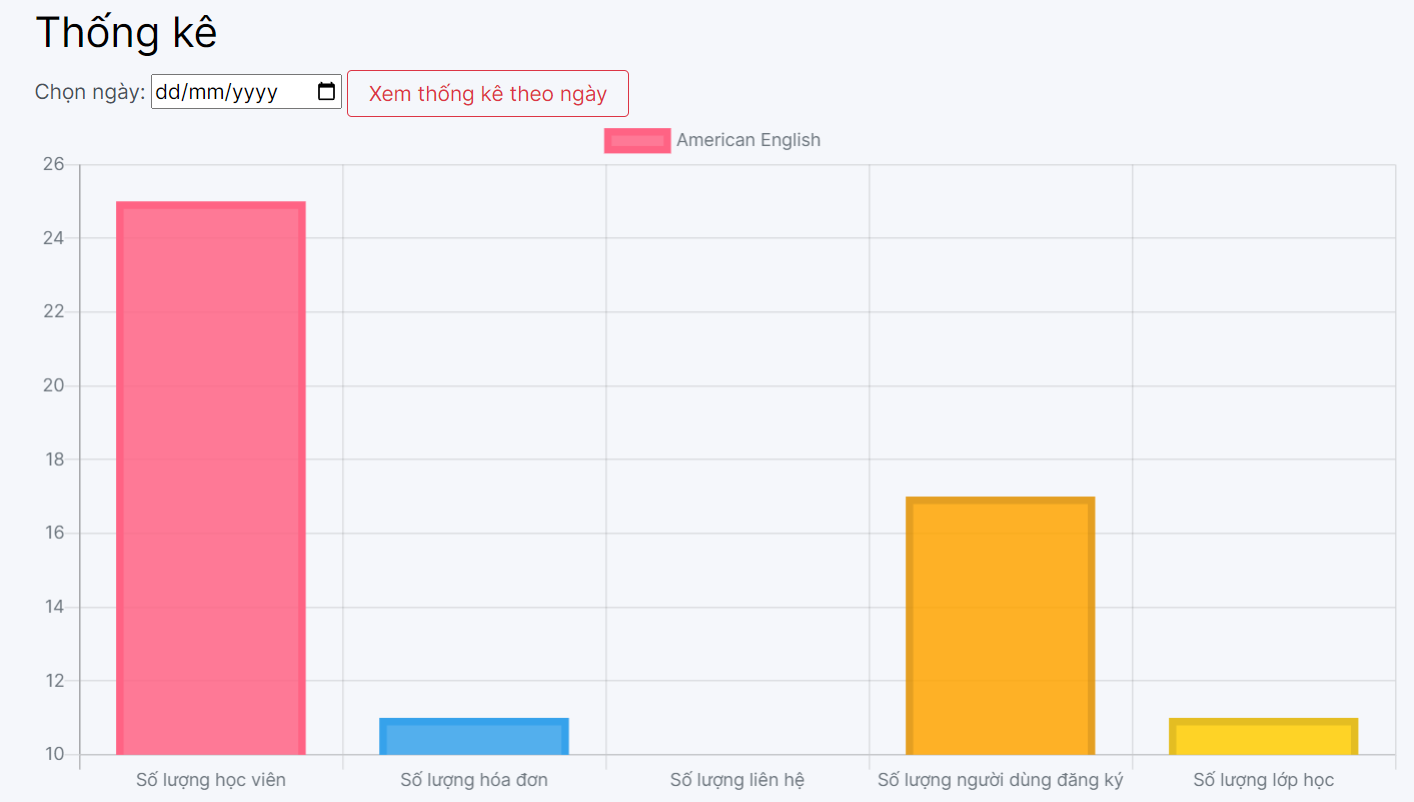 Thống kê
Chọn ngày: dd/mm/yyyy Xem thống kê theo ngày
American English
26
24
22
20
18
16
14
12
10
Số lượng học viên Số lượng hóa đơn Số lượng liên hệ Số lượng người dùng đăng ký Số lượng lớp học